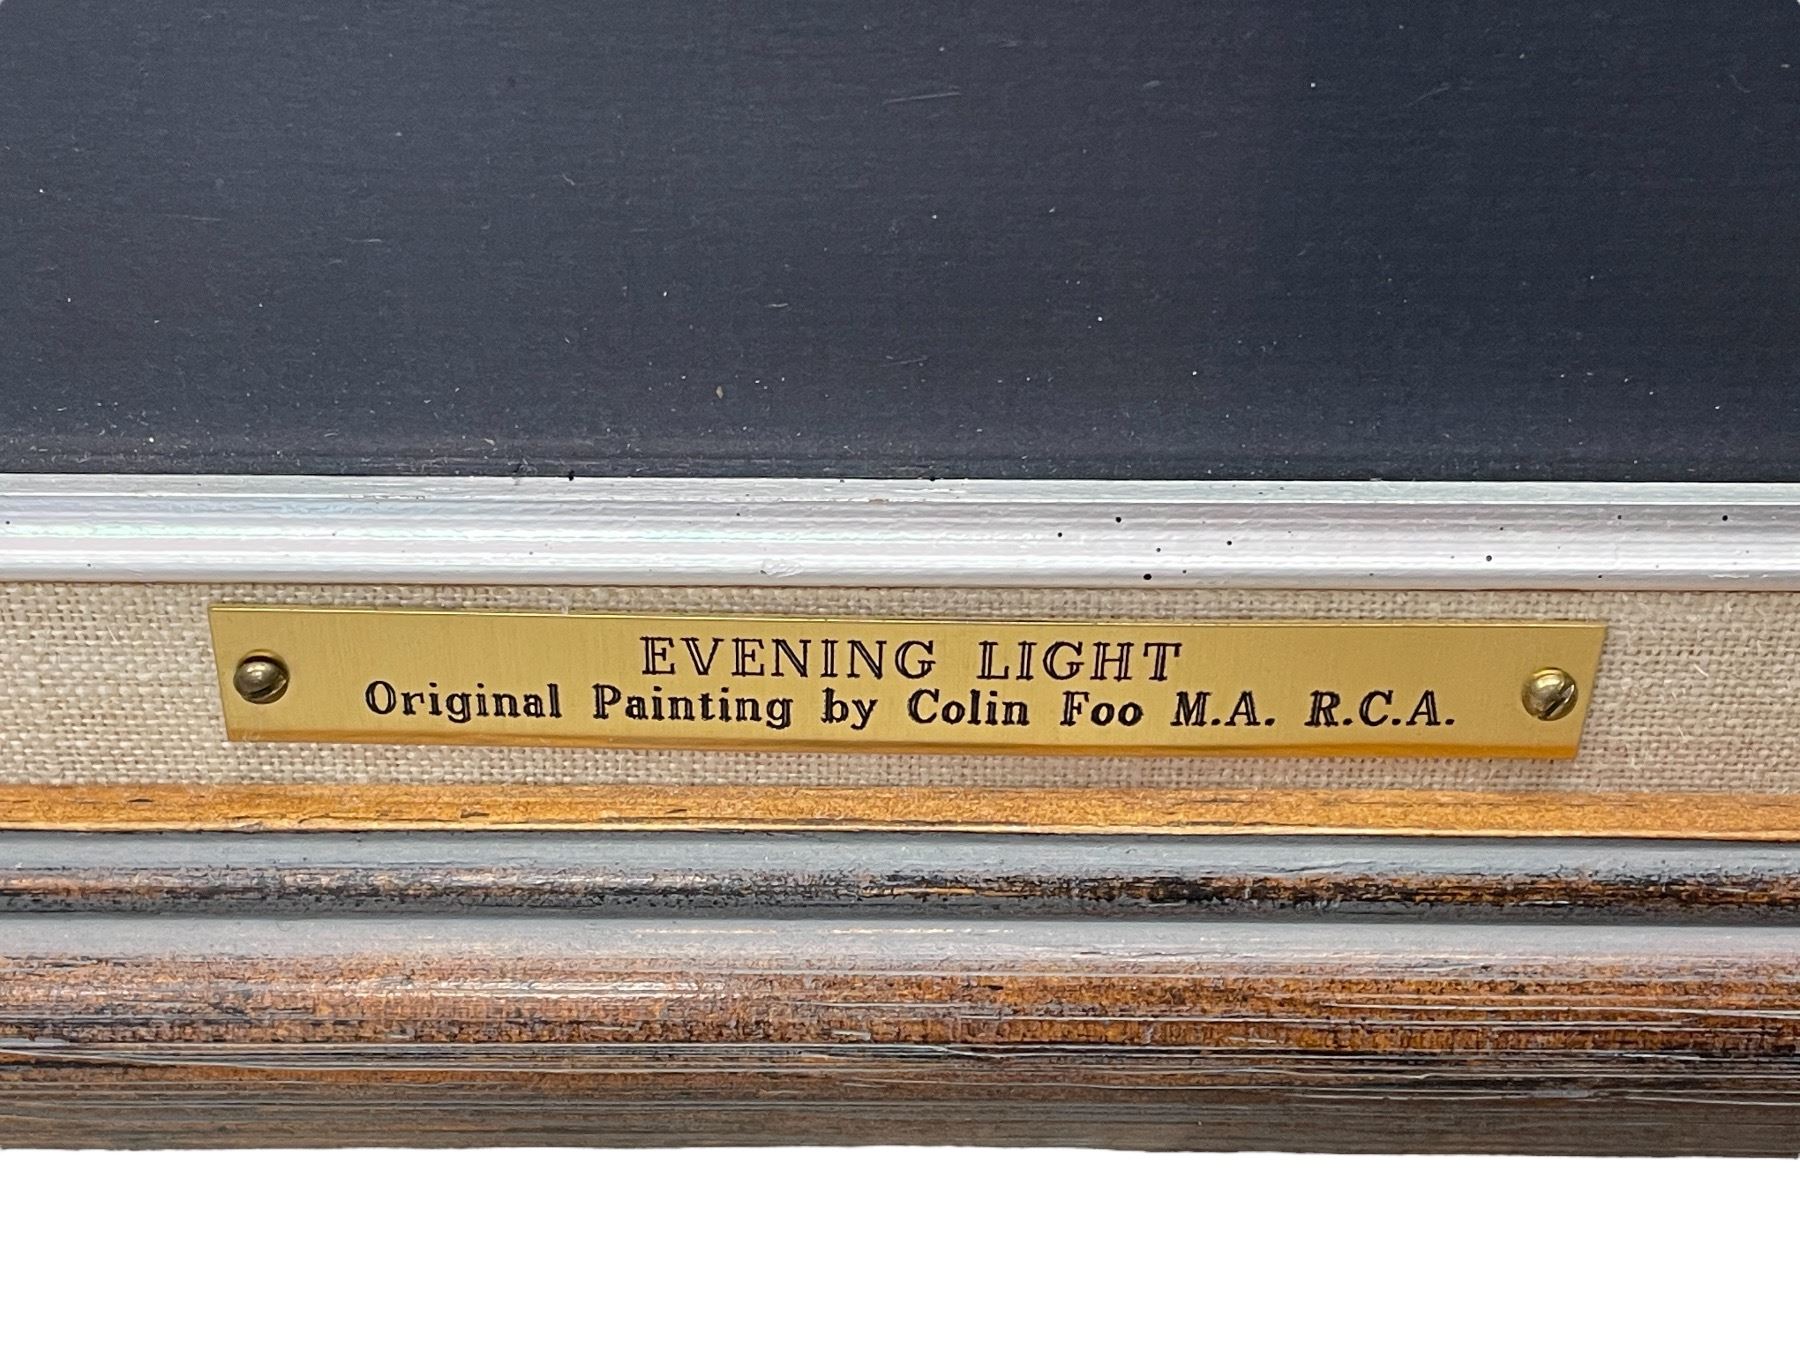 EVENING LIGHT
Original Painting by Colin Foo M.A. R.C.A.